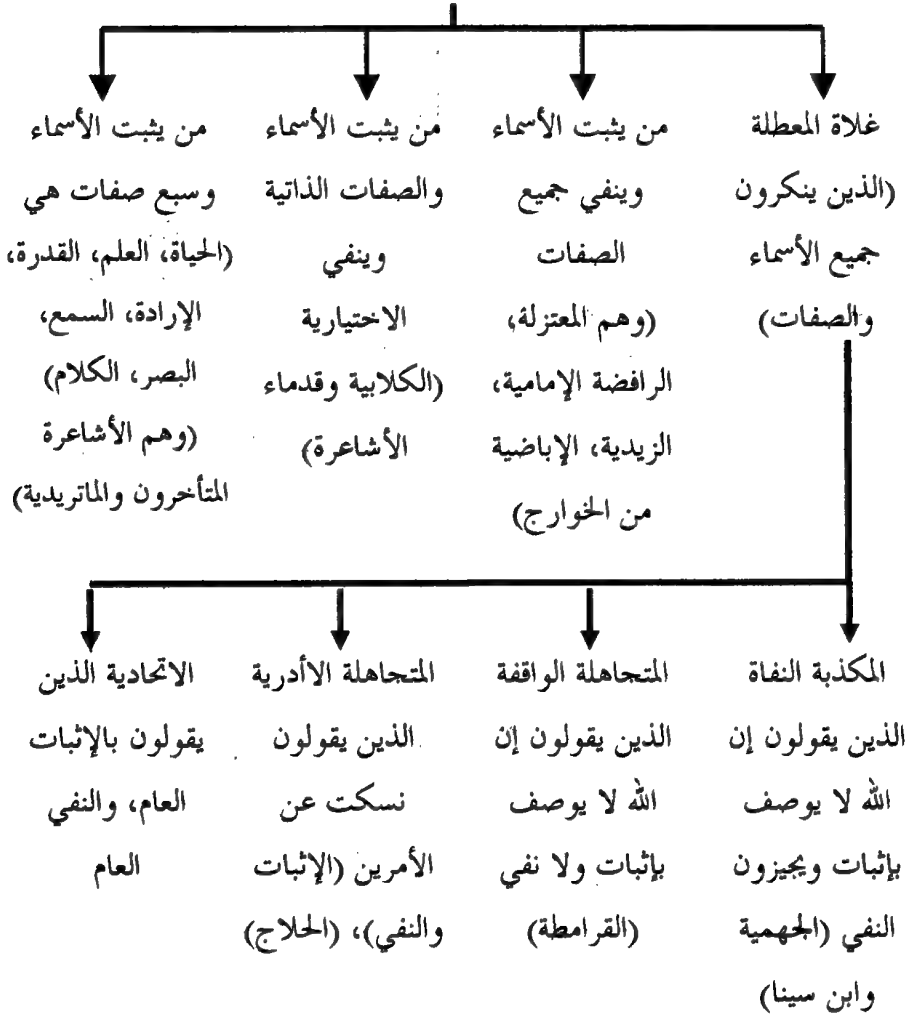 غلاة المعطلة
(الذين ينكرون
جميع الأسماء
والصفات)
من يثبت الأسماء
وينفي جميع
الصفات
(وهم المعتزلة،
الرافضة الإمامية،
الزيدية، الإباضية
من الخوارج)
من يثبت الأسماء
والصفات الذاتية
وينفي
الاختيارية
(الكلابية وقدماء
الأشاعرة)
من يثبت الأسماء
وسبع صفات هي
(الحياة، العلم، القدرة،
الإرادة، السمع،
البصر، الكلام)
(وهم الأشاعرة
المتأخرون والماتريدية)
المكذبة النفاة
الذين يقولون إن
الله لا يوصف
بإثبات ويجيزون
النفي (الجهمية
وابن سينا)
المتجاهلة الواقفة
الذين يقولون إن
الله لا يوصف
بإثبات ولا نفي
(القرامطة)
المتجاهلة الاأدرية
الذين يقولون
نسكت عن
الأمرين (الإثبات
والنفي)، (الحلاج)
الاتحادية الذين
يقولون بالإثبات
العام، والنفي
العام